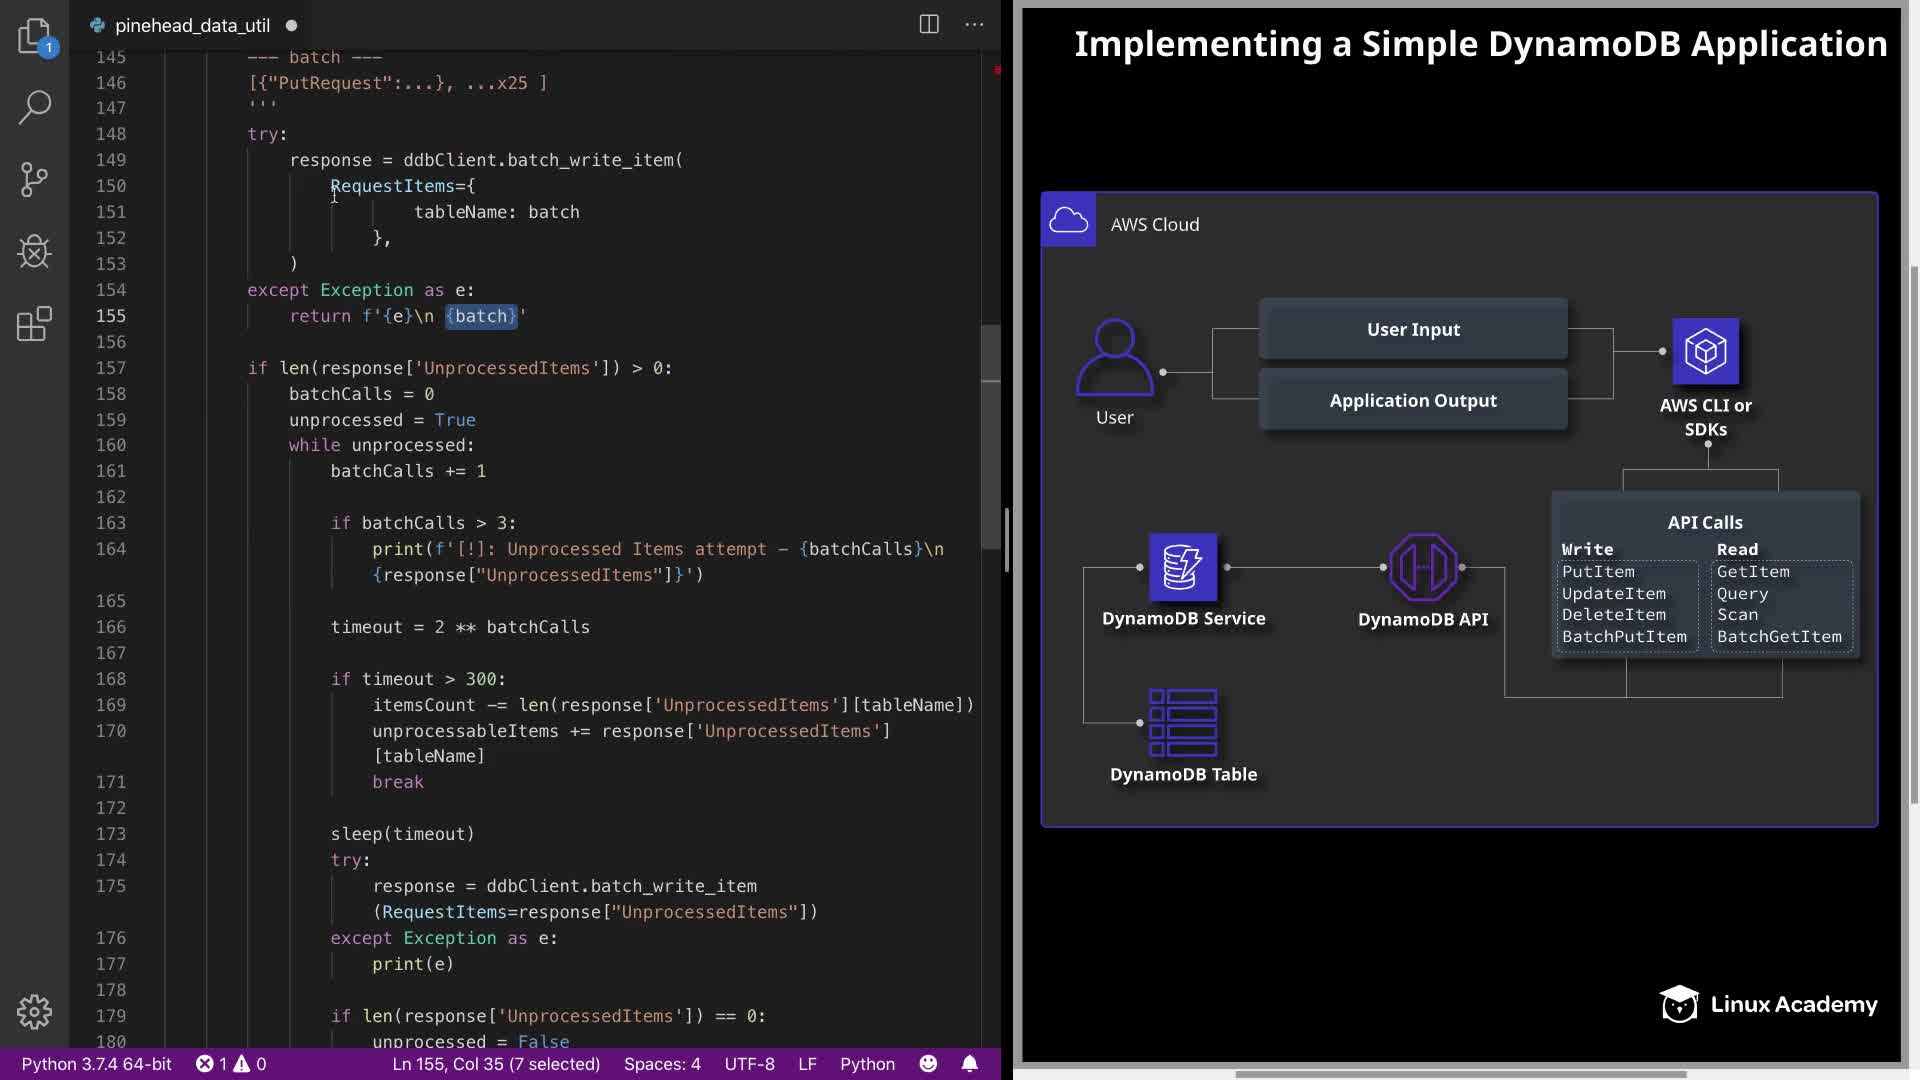 pinehead_data_util
1
145 --- batch ---
146 [{"PutRequest":...}, ...x25 ]
147 '''
148 try:
149 response = ddbClient.batch_write_item(
150 RequestItems={
151 tableName: batch
152 },
153 )
154 except Exception as e:
155 return f'{e}\n {batch}'
156
157 if len(response['UnprocessedItems']) > 0:
158 batchCalls = 0
159 unprocessed = True
160 while unprocessed:
161 batchCalls += 1
162
163 if batchCalls > 3:
164 print(f'[!]: Unprocessed Items attempt - {batchCalls}\n
{response["UnprocessedItems"]}')
165
166 timeout = 2 ** batchCalls
167
168 if timeout > 300:
169 itemsCount -= len(response['UnprocessedItems'][tableName])
170 unprocessableItems += response['UnprocessedItems']
[tableName]
171 break
172
173 sleep(timeout)
174 try:
175 response = ddbClient.batch_write_item
(RequestItems=response["UnprocessedItems"])
176 except Exception as e:
177 print(e)
178
179 if len(response['UnprocessedItems']) == 0:
180 unprocessed = False
Python 3.7.4 64-bit 1 0 Ln 155, Col 35 (7 selected) Spaces: 4 UTF-8 LF Python
Implementing a Simple DynamoDB Application
AWS Cloud
User Input
Application Output
User
AWS CLI or
SDKs
API Calls
Write Read
PutItem GetItem
UpdateItem Query
DeleteItem Scan
BatchPutItem BatchGetItem
DynamoDB Service
DynamoDB API
DynamoDB Table
Linux Academy